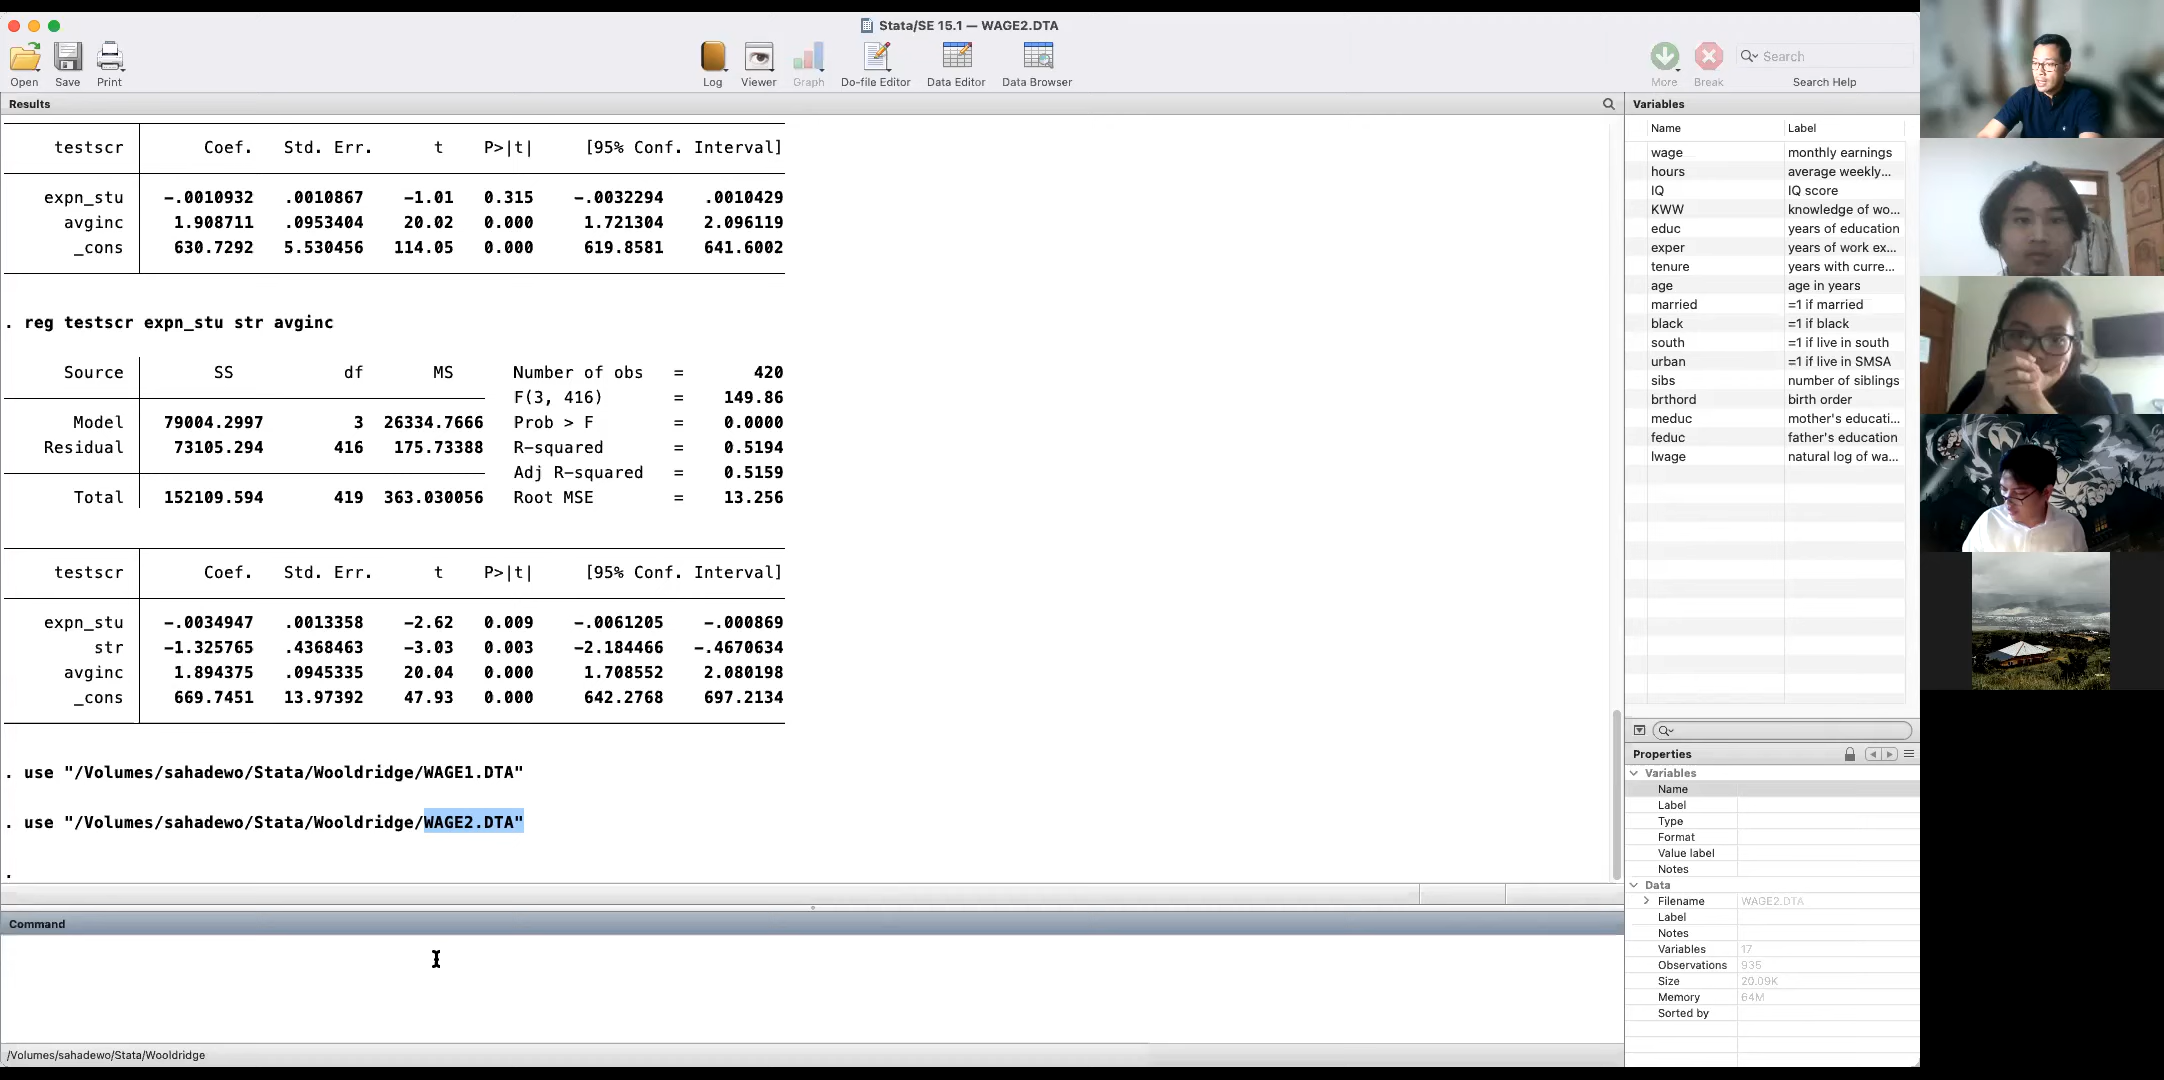 Stata/SE 15.1 — WAGE2.DTA
Open Save Print Log Viewer Graph Do-file Editor Data Editor Data Browser More Break Search
Search Help
Results
testscr Coef. Std. Err. t P>|t| [95% Conf. Interval]
expn_stu -.0010932 .0010867 -1.01 0.315 -.0032294 .0010429
avginc 1.908711 .0953404 20.02 0.000 1.721304 2.096119
_cons 630.7292 5.530456 114.05 0.000 619.8581 641.6002
. reg testscr expn_stu str avginc
Source SS df MS Number of obs = 420
F(3, 416) = 149.86
Model 79004.2997 3 26334.7666 Prob > F = 0.0000
Residual 73105.294 416 175.73388 R-squared = 0.5194
Adj R-squared = 0.5159
Total 152109.594 419 363.030056 Root MSE = 13.256
testscr Coef. Std. Err. t P>|t| [95% Conf. Interval]
expn_stu -.0034947 .0013358 -2.62 0.009 -.0061205 -.000869
str -1.325765 .4368463 -3.03 0.003 -2.184466 -.4670634
avginc 1.894375 .0945335 20.04 0.000 1.708552 2.080198
_cons 669.7451 13.97392 47.93 0.000 642.2768 697.2134
. use "/Volumes/sahadewo/Stata/Wooldridge/WAGE1.DTA"
. use "/Volumes/sahadewo/Stata/Wooldridge/WAGE2.DTA"
.
Command
/Volumes/sahadewo/Stata/Wooldridge
Variables
Name Label
wage monthly earnings
hours average weekly...
IQ IQ score
KWW knowledge of wo...
educ years of education
exper years of work ex...
tenure years with curre...
age age in years
married =1 if married
black =1 if black
south =1 if live in south
urban =1 if live in SMSA
sibs number of siblings
brthord birth order
meduc mother's educati...
feduc father's education
lwage natural log of wa...
Properties
Variables
Name
Label
Type
Format
Value label
Notes
Data
Filename WAGE2.DTA
Label
Notes
Variables 17
Observations 935
Size 20.09K
Memory 64M
Sorted by